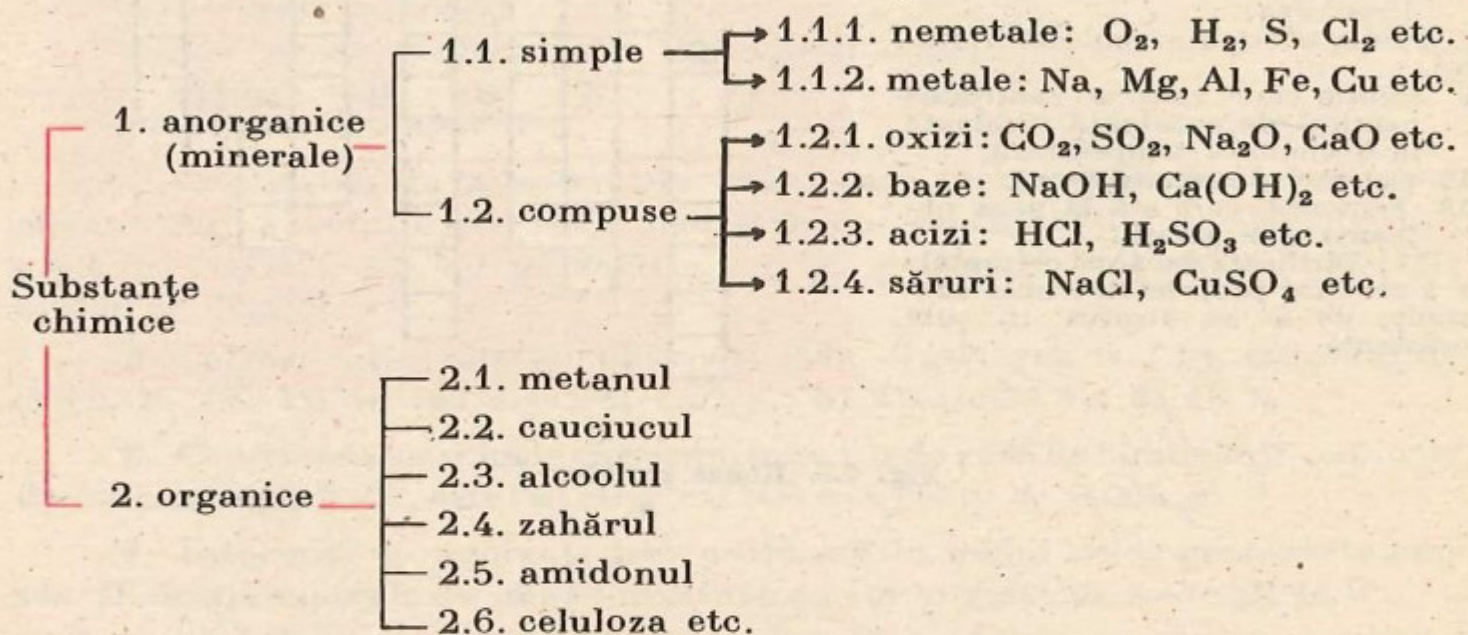 1.1.1. nemetale: O₂, H₂, S, Cl₂ etc.
1.1. simple
1.1.2. metale: Na, Mg, Al, Fe, Cu etc.
1. anorganice
(minerale)
1.2.1. oxizi: CO₂, SO₂, Na₂O, CaO etc.
1.2.2. baze: NaOH, Ca(OH)₂ etc.
1.2. compuse
1.2.3. acizi: HCl, H₂SO₃ etc.
1.2.4. săruri: NaCl, CuSO₄ etc.
Substanţe
chimice
2.1. metanul
2.2. cauciucul
2.3. alcoolul
2. organice
2.4. zahărul
2.5. amidonul
2.6. celuloza etc.